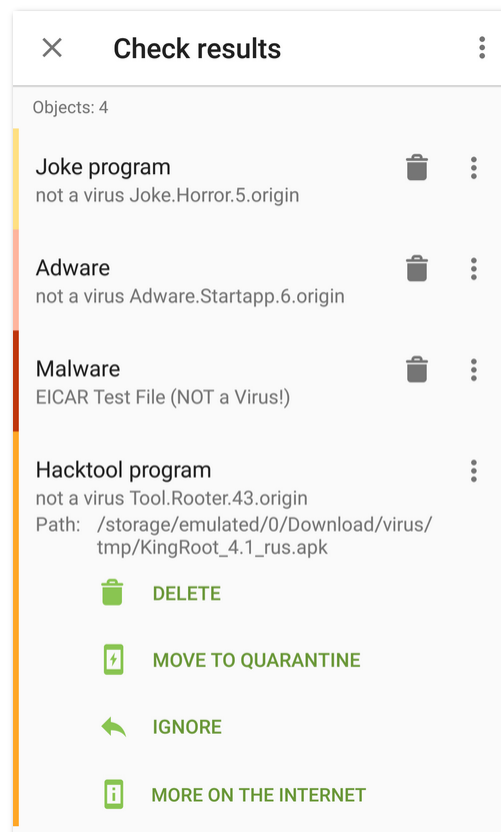 Check results
Objects: 4
Joke program
not a virus Joke.Horror.5.origin
Adware
not a virus Adware.Startapp.6.origin
Malware
EICAR Test File (NOT a Virus!)
Hacktool program
not a virus Tool.Rooter.43.origin
Path: /storage/emulated/0/Download/virus/
tmp/KingRoot_4.1_rus.apk
DELETE
MOVE TO QUARANTINE
IGNORE
MORE ON THE INTERNET